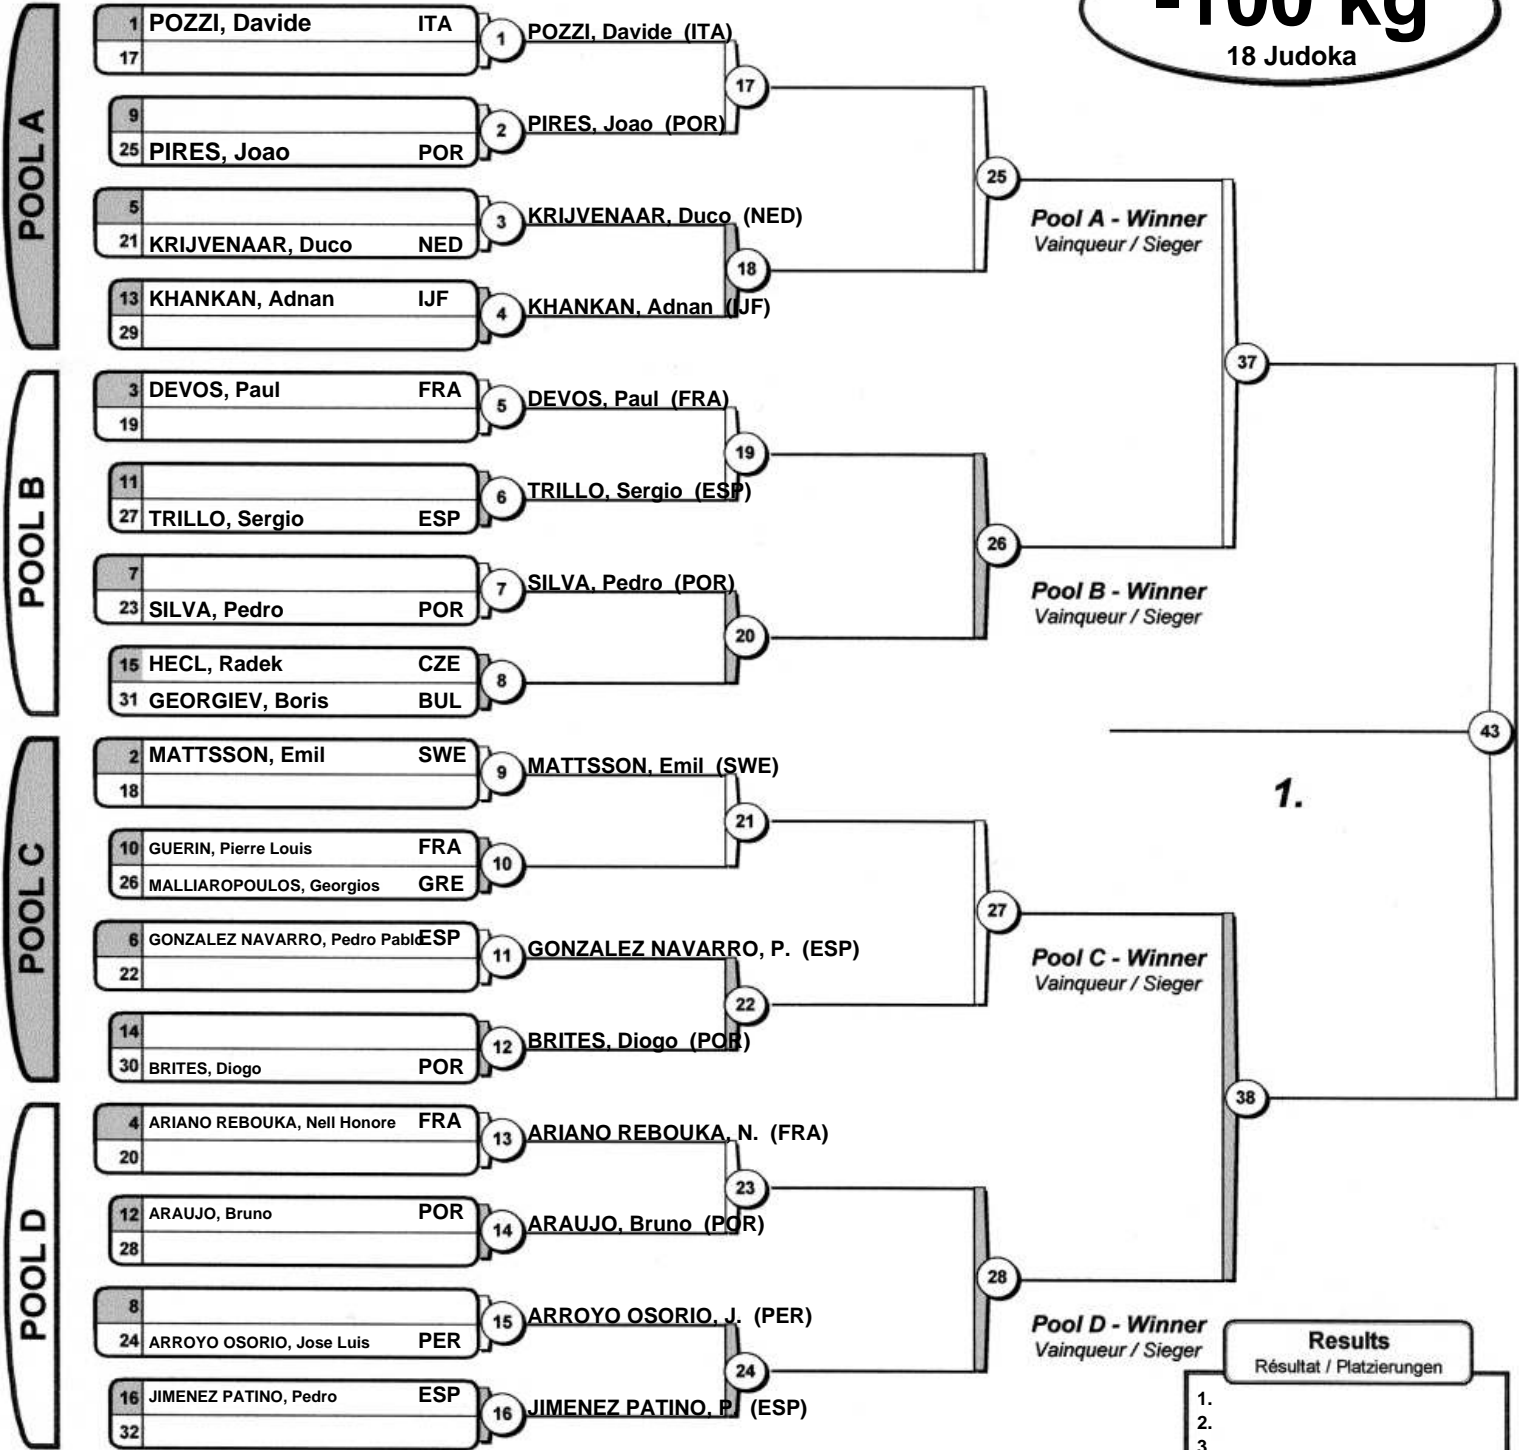 -100 kg
18 Judoka
POOL A
1 POZZI, Davide ITA
17
1 POZZI, Davide (ITA)
9
25 PIRES, Joao POR
2 PIRES, Joao (POR)
17
5
21 KRIJVENAAR, Duco NED
3 KRIJVENAAR, Duco (NED)
13 KHANKAN, Adnan IJF
29
4 KHANKAN, Adnan (IJF)
18
25
Pool A - Winner
Vainqueur / Sieger
POOL B
3 DEVOS, Paul FRA
19
5 DEVOS, Paul (FRA)
11
27 TRILLO, Sergio ESP
6 TRILLO, Sergio (ESP)
19
7
23 SILVA, Pedro POR
7 SILVA, Pedro (POR)
15 HECL, Radek CZE
31 GEORGIEV, Boris BUL
8
20
26
Pool B - Winner
Vainqueur / Sieger
37
POOL C
2 MATTSSON, Emil SWE
18
9 MATTSSON, Emil (SWE)
10 GUERIN, Pierre Louis FRA
26 MALLIAROPOULOS, Georgios GRE
10
21
6 GONZALEZ NAVARRO, Pedro Pablo ESP
22
11 GONZALEZ NAVARRO, P. (ESP)
14
30 BRITES, Diogo POR
12 BRITES, Diogo (POR)
22
27
Pool C - Winner
Vainqueur / Sieger
43
1.
POOL D
4 ARIANO REBOUKA, Nell Honore FRA
20
13 ARIANO REBOUKA, N. (FRA)
12 ARAUJO, Bruno POR
28
14 ARAUJO, Bruno (POR)
23
8
24 ARROYO OSORIO, Jose Luis PER
15 ARROYO OSORIO, J. (PER)
16 JIMENEZ PATINO, Pedro ESP
32
16 JIMENEZ PATINO, P. (ESP)
24
28
Pool D - Winner
Vainqueur / Sieger
38
Results
Résultat / Platzierungen
1.
2.
3.